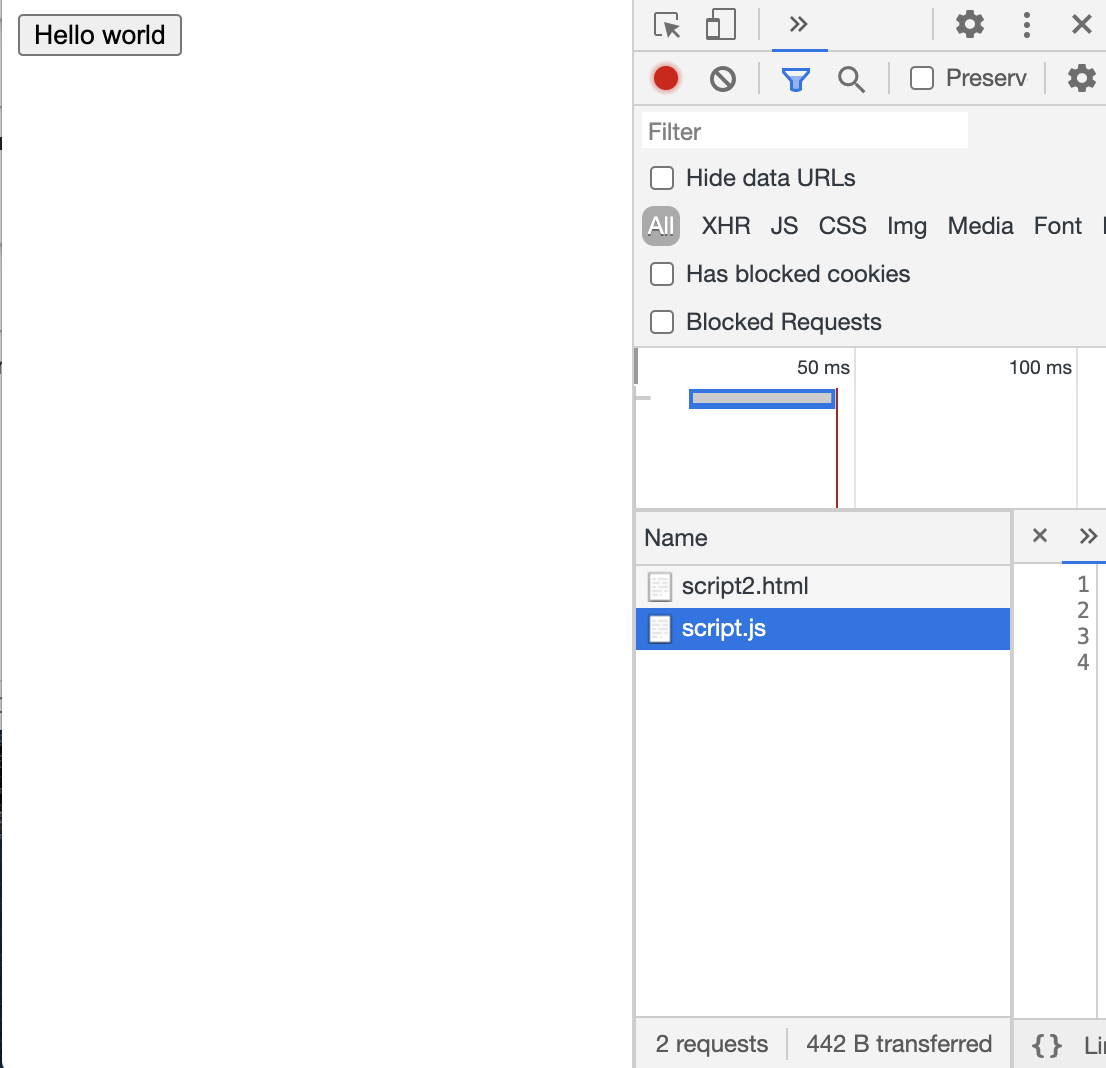 Hello world
Preserv
Filter
Hide data URLs
All XHR JS CSS Img Media Font
Has blocked cookies
Blocked Requests
50 ms 100 ms
Name
script2.html
script.js
1
2
3
4
2 requests 442 B transferred {} Lin